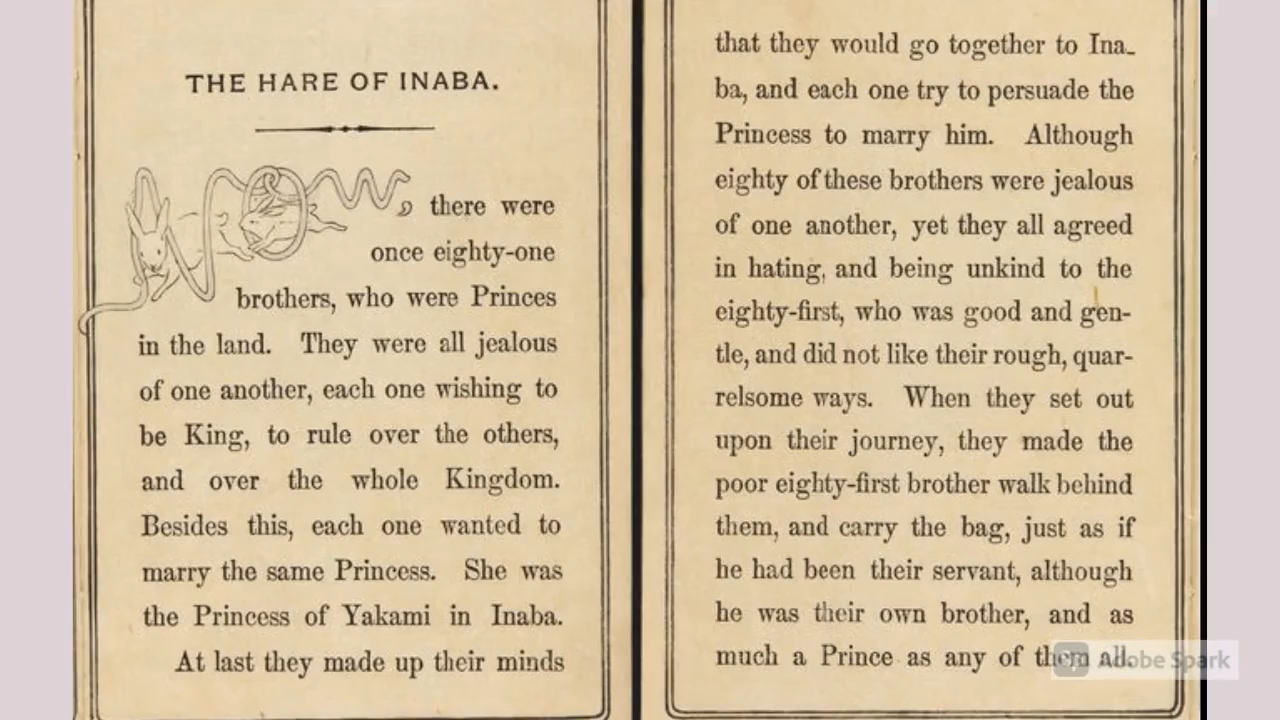 THE HARE OF INABA.
NOW there were
once eighty-one
brothers, who were Princes
in the land. They were all jealous
of one another, each one wishing to
be King, to rule over the others,
and over the whole Kingdom.
Besides this, each one wanted to
marry the same Princess. She was
the Princess of Yakami in Inaba.
At last they made up their minds
that they would go together to Ina-
ba, and each one try to persuade the
Princess to marry him. Although
eighty of these brothers were jealous
of one another, yet they all agreed
in hating, and being unkind to the
eighty-first, who was good and gen-
tle, and did not like their rough, quar-
relsome ways. When they set out
upon their journey, they made the
poor eighty-first brother walk behind
them, and carry the bag, just as if
he had been their servant, although
he was their own brother, and as
much a Prince as any of them all.
Adobe Spark